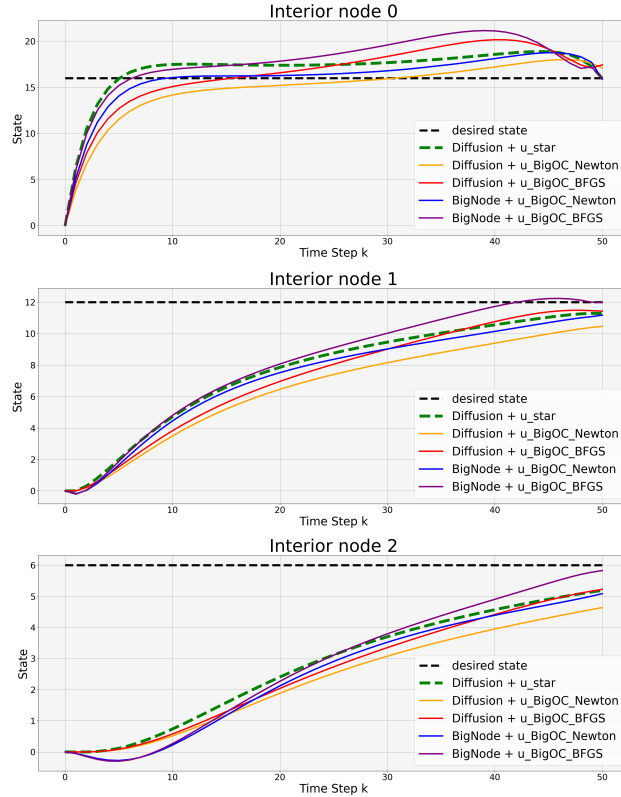 Interior node 0
20
15
10
5
0
State
desired state
Diffusion + u_star
Diffusion + u_BigOC_Newton
Diffusion + u_BigOC_BFGS
BigNode + u_BigOC_Newton
BigNode + u_BigOC_BFGS
0 10 20 30 40 50
Time Step k
Interior node 1
12
10
8
6
4
2
0
State
desired state
Diffusion + u_star
Diffusion + u_BigOC_Newton
Diffusion + u_BigOC_BFGS
BigNode + u_BigOC_Newton
BigNode + u_BigOC_BFGS
0 10 20 30 40 50
Time Step k
Interior node 2
6
5
4
3
2
1
0
State
desired state
Diffusion + u_star
Diffusion + u_BigOC_Newton
Diffusion + u_BigOC_BFGS
BigNode + u_BigOC_Newton
BigNode + u_BigOC_BFGS
0 10 20 30 40 50
Time Step k